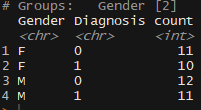 # Groups: Gender [2]
Gender Diagnosis count
<chr> <chr> <int>
1 F 0 11
2 F 1 10
3 M 0 12
4 M 1 11